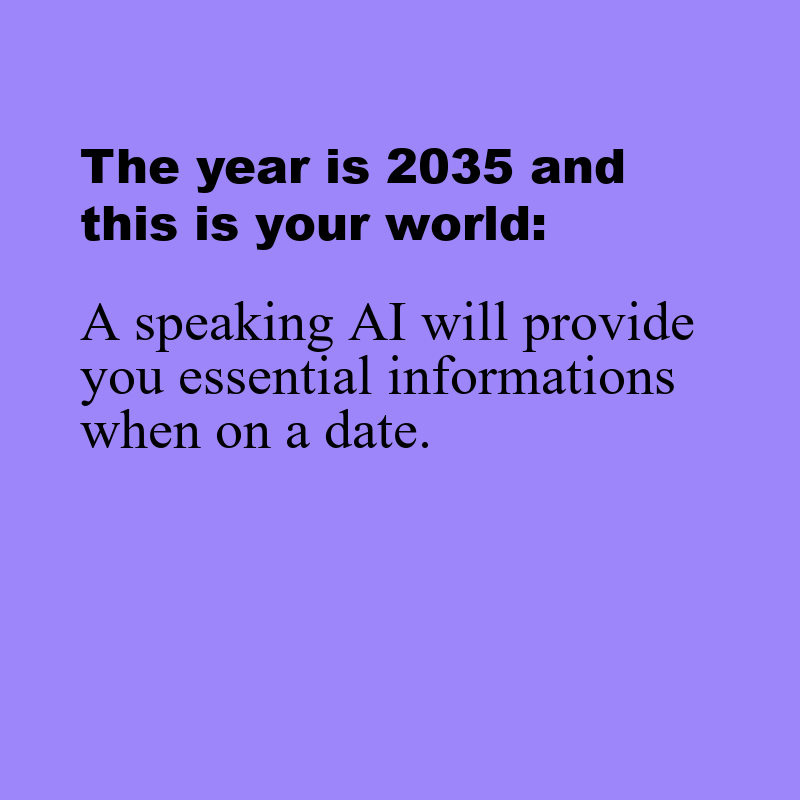 The year is 2035 and
this is your world:
A speaking AI will provide
you essential informations
when on a date.